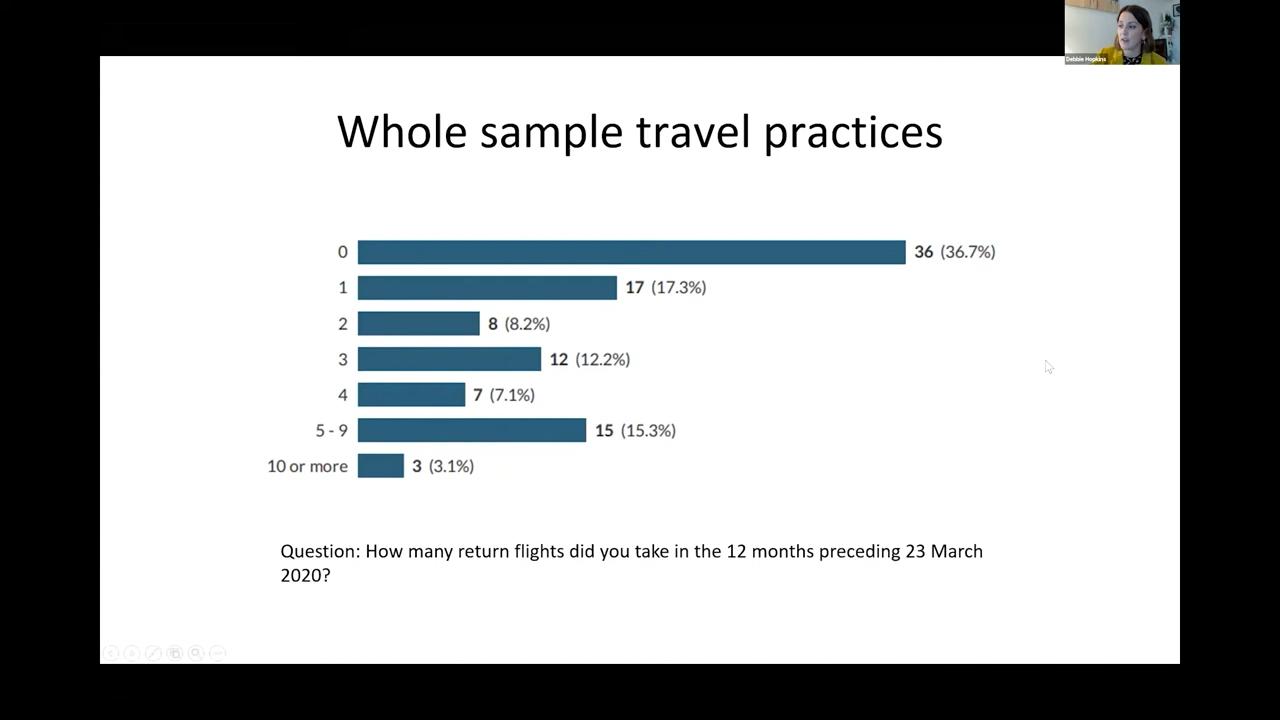 Debbie Hopkins
Whole sample travel practices
0 36 (36.7%)
1 17 (17.3%)
2 8 (8.2%)
3 12 (12.2%)
4 7 (7.1%)
5 - 9 15 (15.3%)
10 or more 3 (3.1%)
Question: How many return flights did you take in the 12 months preceding 23 March
2020?